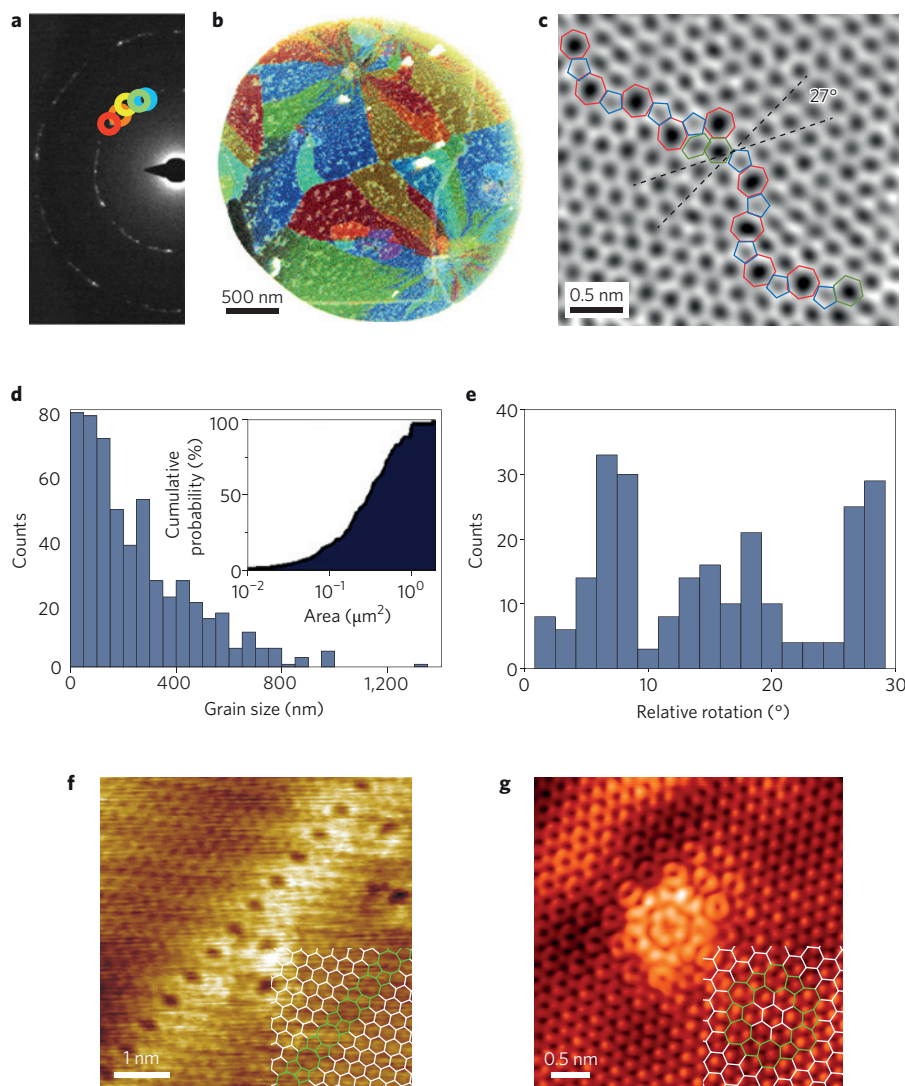 a
b
c
500 nm
27°
0.5 nm
d
80
60
40
20
0
Counts
0
400
800
1,200
Grain size (nm)
100
50
0
Cumulative
probability (%)
10⁻²
10⁻¹
10⁰
Area (μm²)
e
40
30
20
10
0
Counts
0
10
20
30
Relative rotation (°)
f
1 nm
g
0.5 nm